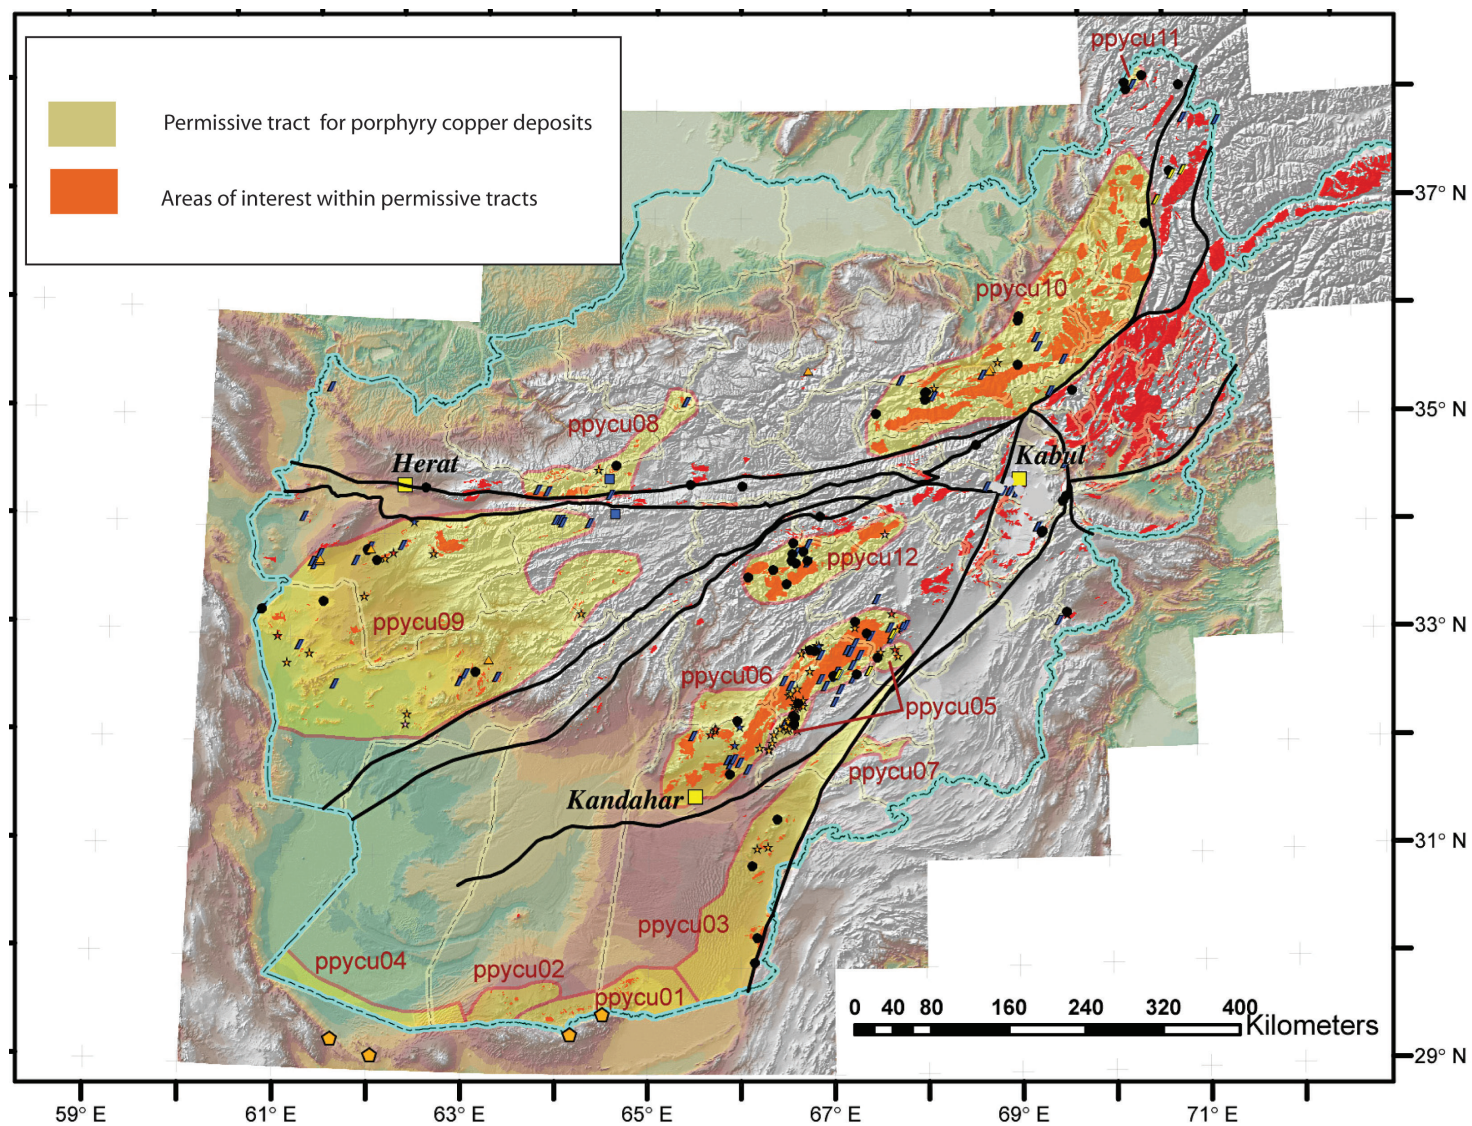 ppycu11
Permissive tract for porphyry copper deposits
Areas of interest within permissive tracts
37° N
ppycu10
35° N
ppycu08
Herat
Kabul
ppycu12
33° N
ppycu09
ppycu06
ppycu05
ppycu07
Kandahar
31° N
ppycu03
ppycu04
ppycu02
ppycu01
0 40 80 160 240 320 400
Kilometers
29° N
59° E 61° E 63° E 65° E 67° E 69° E 71° E